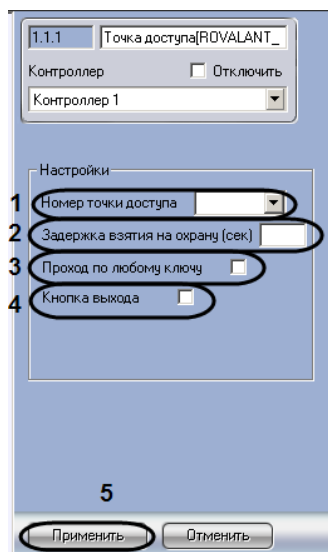 1.1.1 Точка доступа[ROVALANT_
Контроллер Отключить
Контроллер 1
Настройки
1 Номер точки доступа
2 Задержка взятия на охрану (сек)
3 Проход по любому ключу
4 Кнопка выхода
5
Применить Отменить